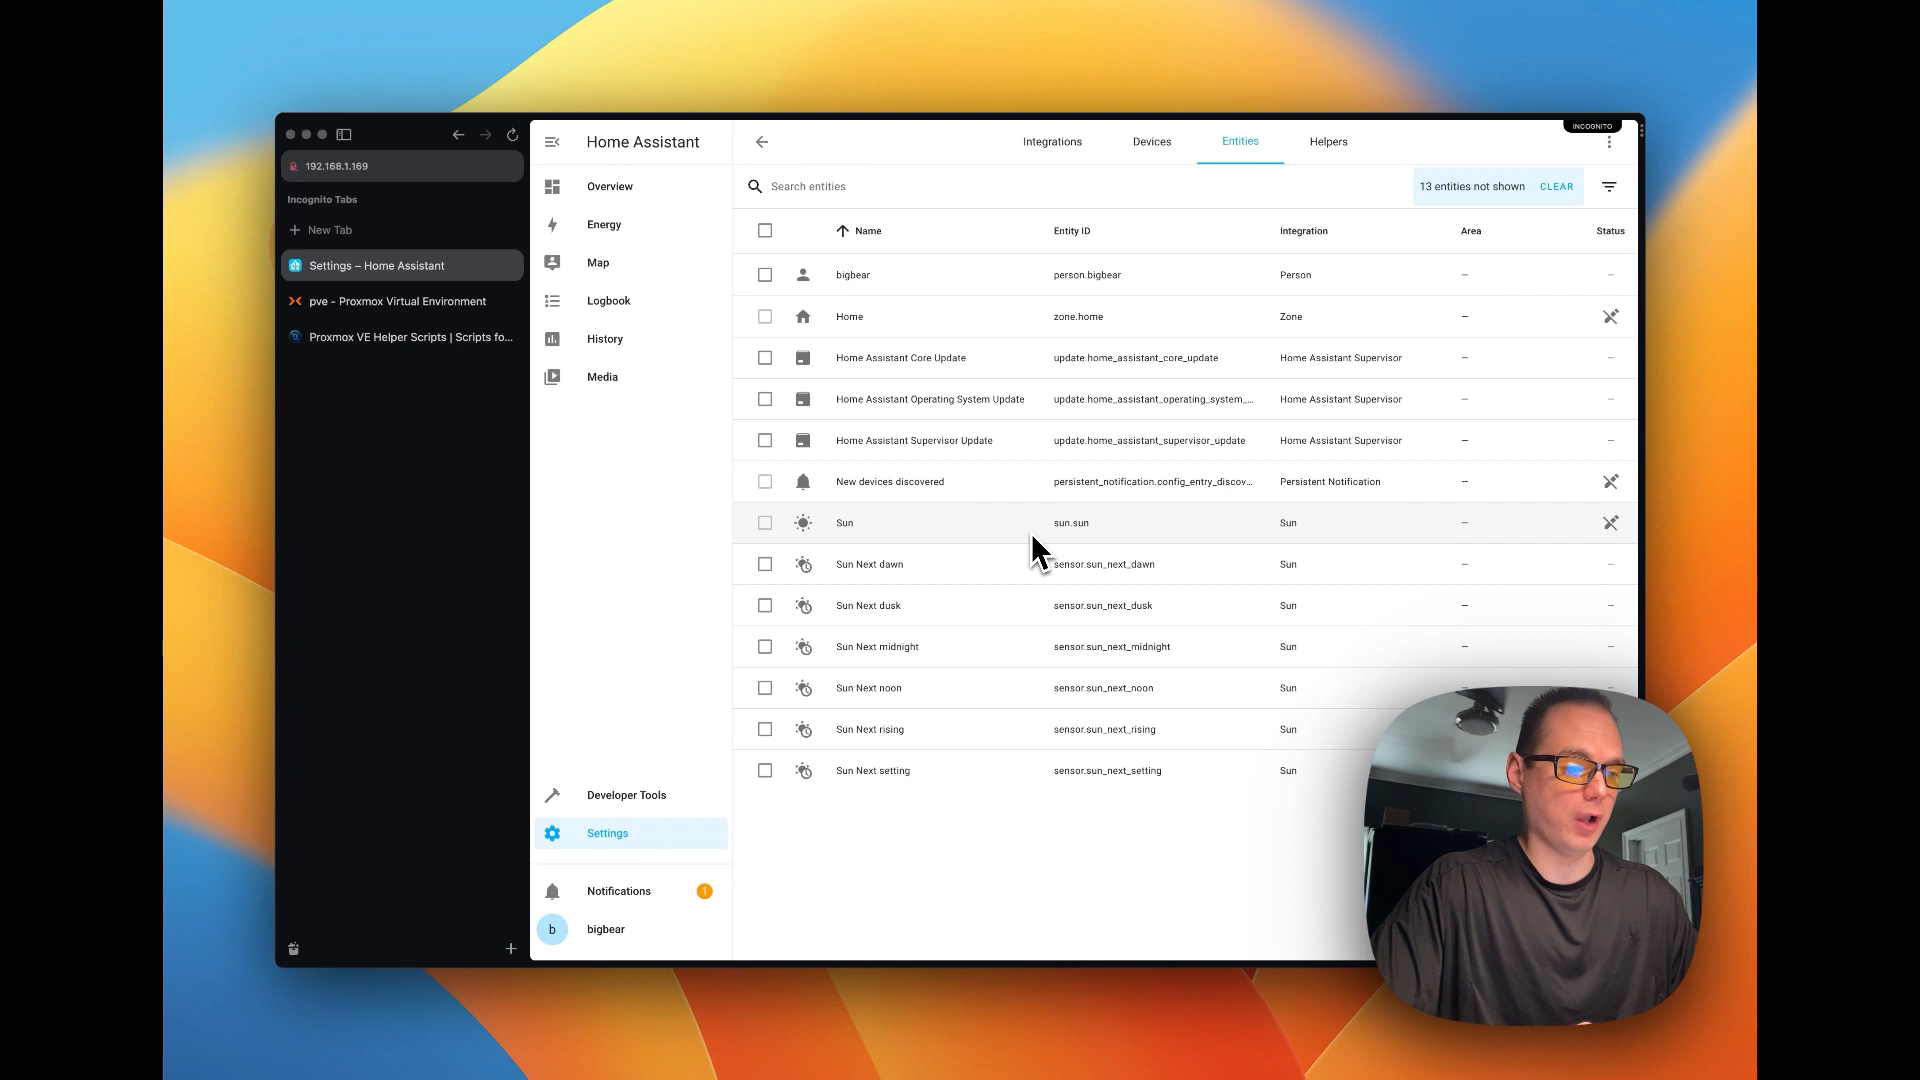 192.168.1.169
Incognito Tabs
New Tab
Settings – Home Assistant
pve - Proxmox Virtual Environment
Proxmox VE Helper Scripts | Scripts fo...
Home Assistant
Overview
Energy
Map
Logbook
History
Media
Developer Tools
Settings
Notifications 1
b bigbear
INCOGNITO
Integrations Devices Entities Helpers
Search entities 13 entities not shown CLEAR
Name Entity ID Integration Area Status
bigbear person.bigbear Person – –
Home zone.home Zone –
Home Assistant Core Update update.home_assistant_core_update Home Assistant Supervisor – –
Home Assistant Operating System Update update.home_assistant_operating_system_... Home Assistant Supervisor – –
Home Assistant Supervisor Update update.home_assistant_supervisor_update Home Assistant Supervisor – –
New devices discovered persistent_notification.config_entry_discov... Persistent Notification –
Sun sun.sun Sun –
Sun Next dawn sensor.sun_next_dawn Sun – –
Sun Next dusk sensor.sun_next_dusk Sun – –
Sun Next midnight sensor.sun_next_midnight Sun – –
Sun Next noon sensor.sun_next_noon Sun – –
Sun Next rising sensor.sun_next_rising Sun
Sun Next setting sensor.sun_next_setting Sun